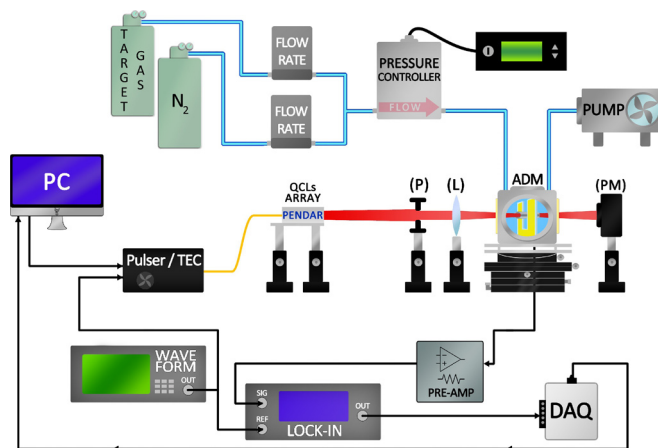 TARGET
GAS
N2
FLOW
RATE
FLOW
RATE
PRESSURE
CONTROLLER
FLOW
PUMP
PC
QCLs
ARRAY
PENDAR
(P)
(L)
ADM
(PM)
Pulser / TEC
WAVE
FORM
OUT
SIG
REF
LOCK-IN
OUT
PRE-AMP
DAQ